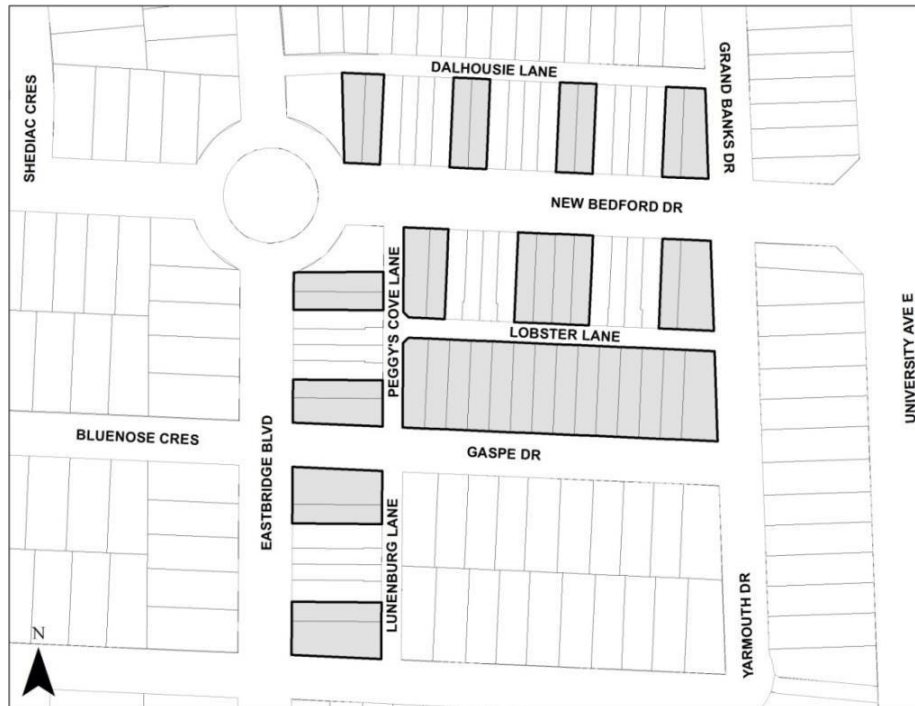 DALHOUSIE LANE
GRAND BANKS DR
SHEDIAC CRES
NEW BEDFORD DR
PEGGY'S COVE LANE
LOBSTER LANE
UNIVERSITY AVE E
BLUENOSE CRES
EASTBRIDGE BLVD
GASPE DR
LUNENBURG LANE
YARMOUTH DR
N